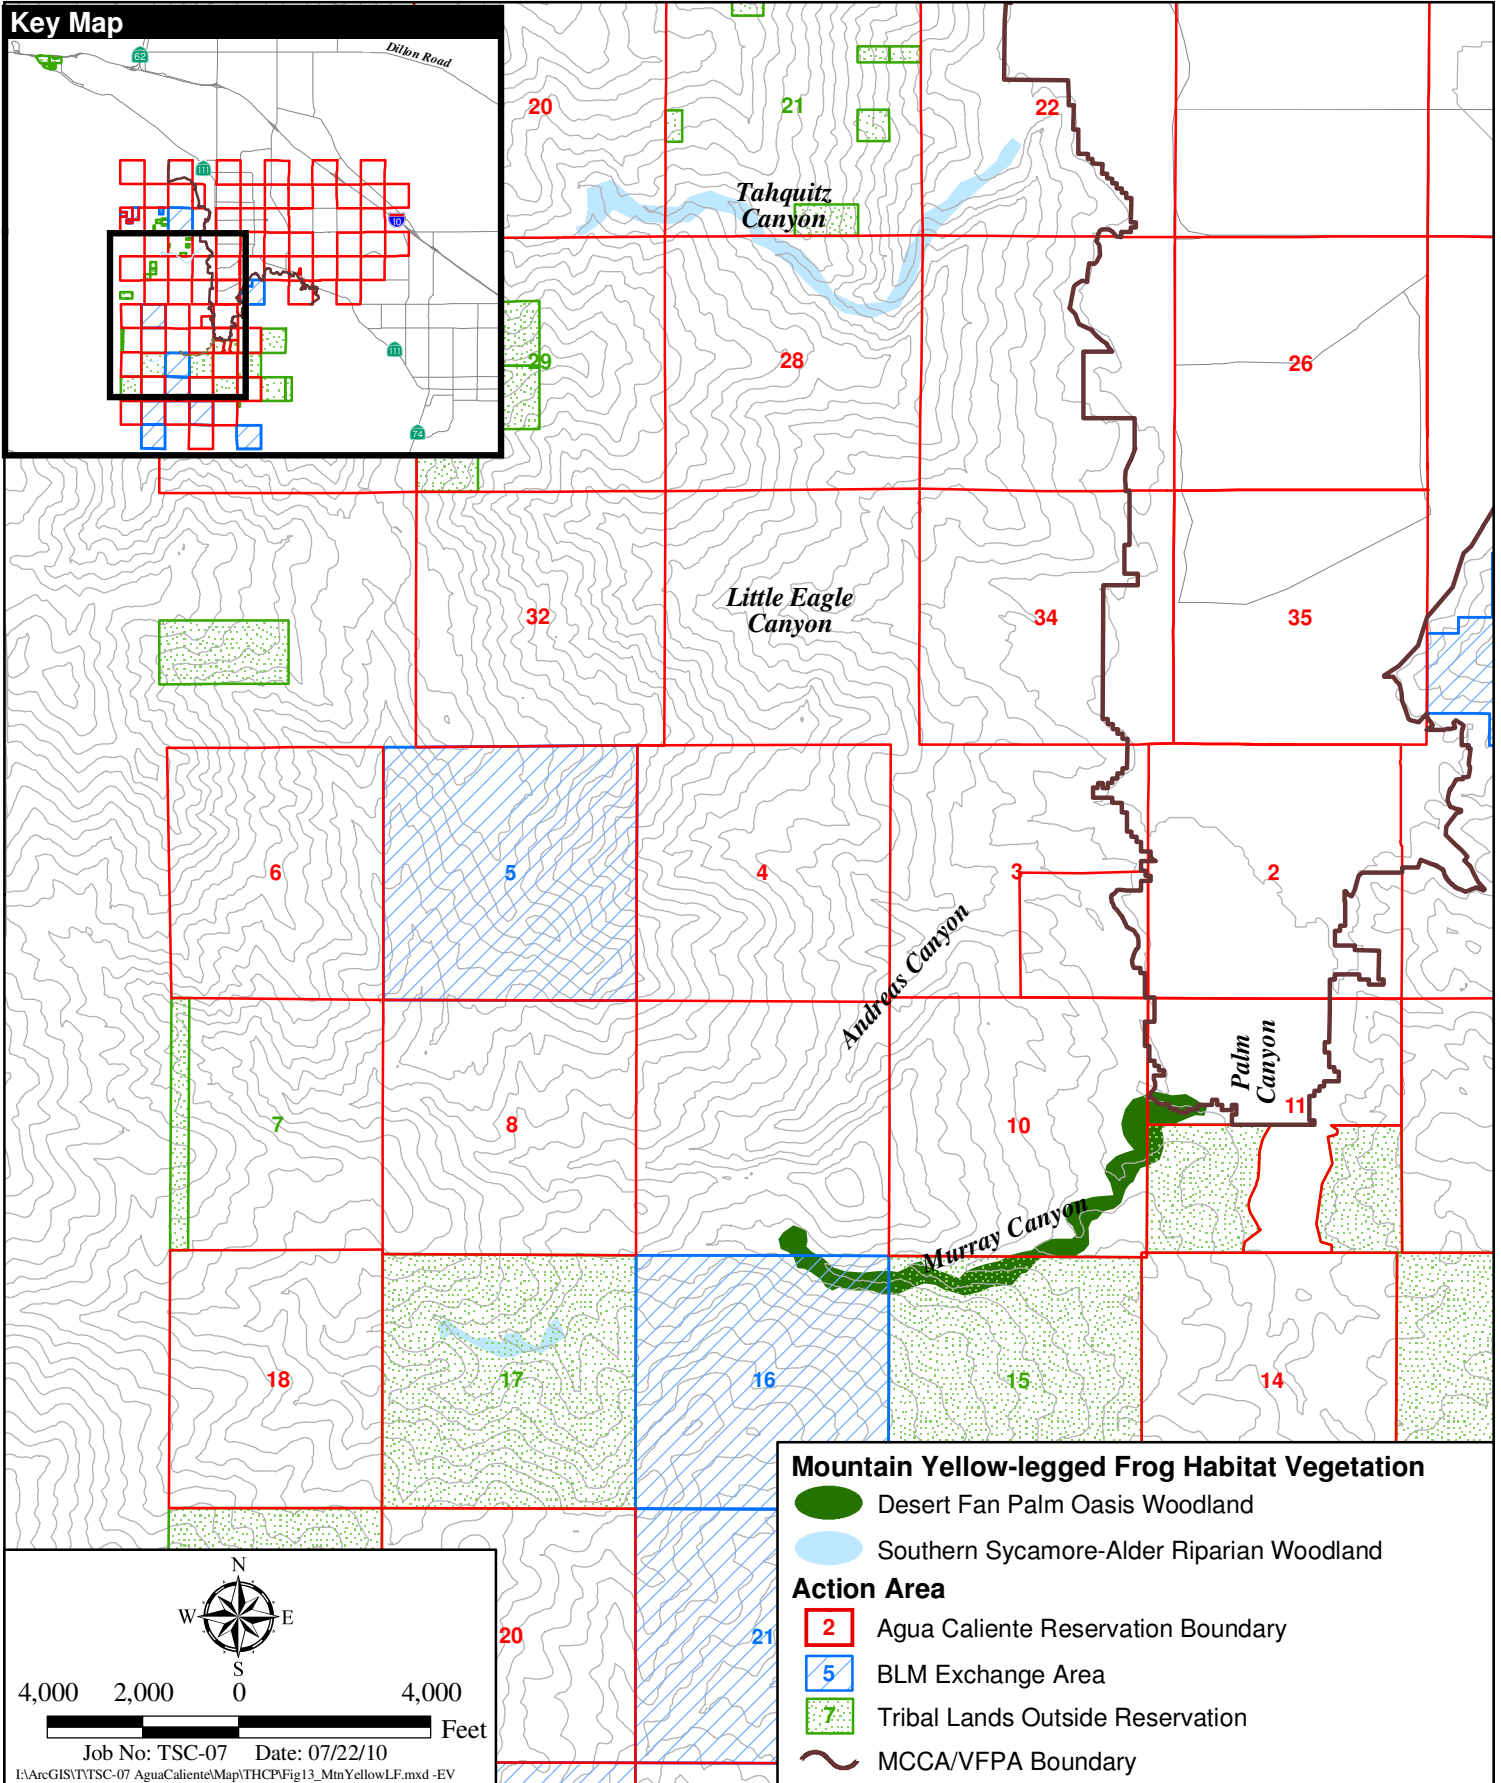 Key Map
Dillon Road
62
111
10
111
74
20
21
22
Tahquitz
Canyon
29
28
26
32
Little Eagle
Canyon
34
35
6
5
4
3
2
Andreas Canyon
Palm
Canyon
7
8
10
11
Murray Canyon
18
17
16
15
14
20
21
Mountain Yellow-legged Frog Habitat Vegetation
Desert Fan Palm Oasis Woodland
Southern Sycamore-Alder Riparian Woodland
Action Area
2 Agua Caliente Reservation Boundary
5 BLM Exchange Area
7 Tribal Lands Outside Reservation
MCCA/VFPA Boundary
N
W E
S
4,000 2,000 0 4,000
Feet
Job No: TSC-07 Date: 07/22/10
I:\ArcGIS\T\TSC-07 AguaCaliente\Map\THCP\Fig13_MtnYellowLF.mxd -EV